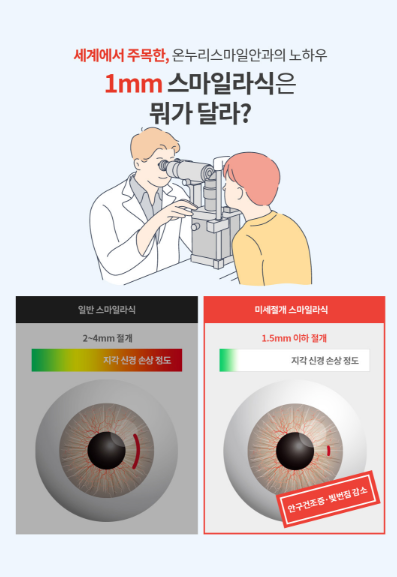 세계에서 주목한, 온누리스마일안과의 노하우
1mm 스마일라식은
뭐가 달라?
일반 스마일라식
2~4mm 절개
지각 신경 손상 정도
미세절개 스마일라식
1.5mm 이하 절개
지각 신경 손상 정도
안구건조증·빛번짐 감소